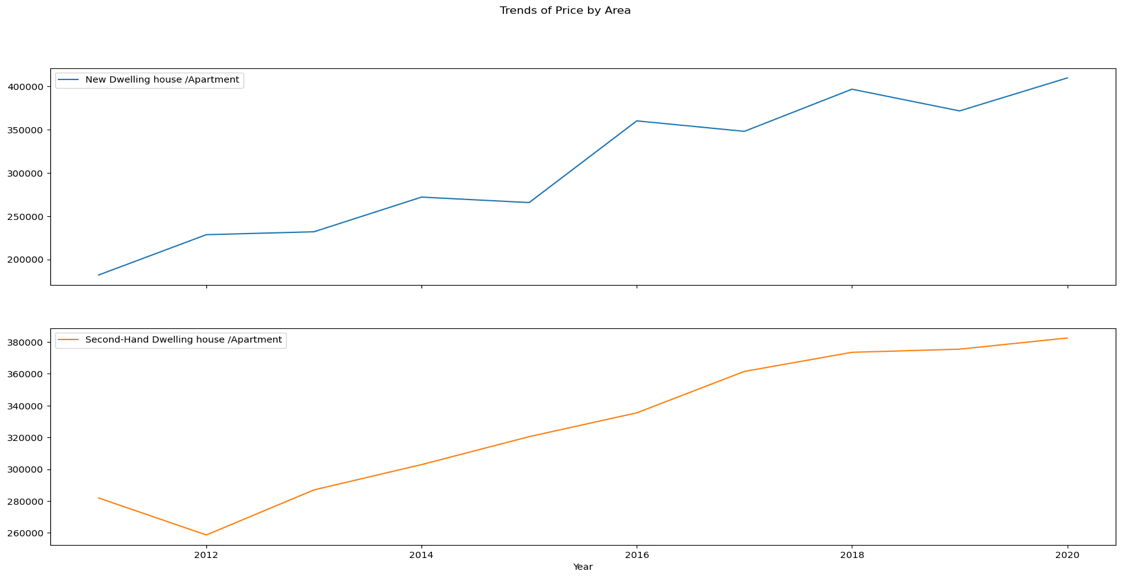 Trends of Price by Area
New Dwelling house /Apartment
400000
350000
300000
250000
200000
Second-Hand Dwelling house /Apartment
380000
360000
340000
320000
300000
280000
260000
2012 2014 2016 2018 2020
Year